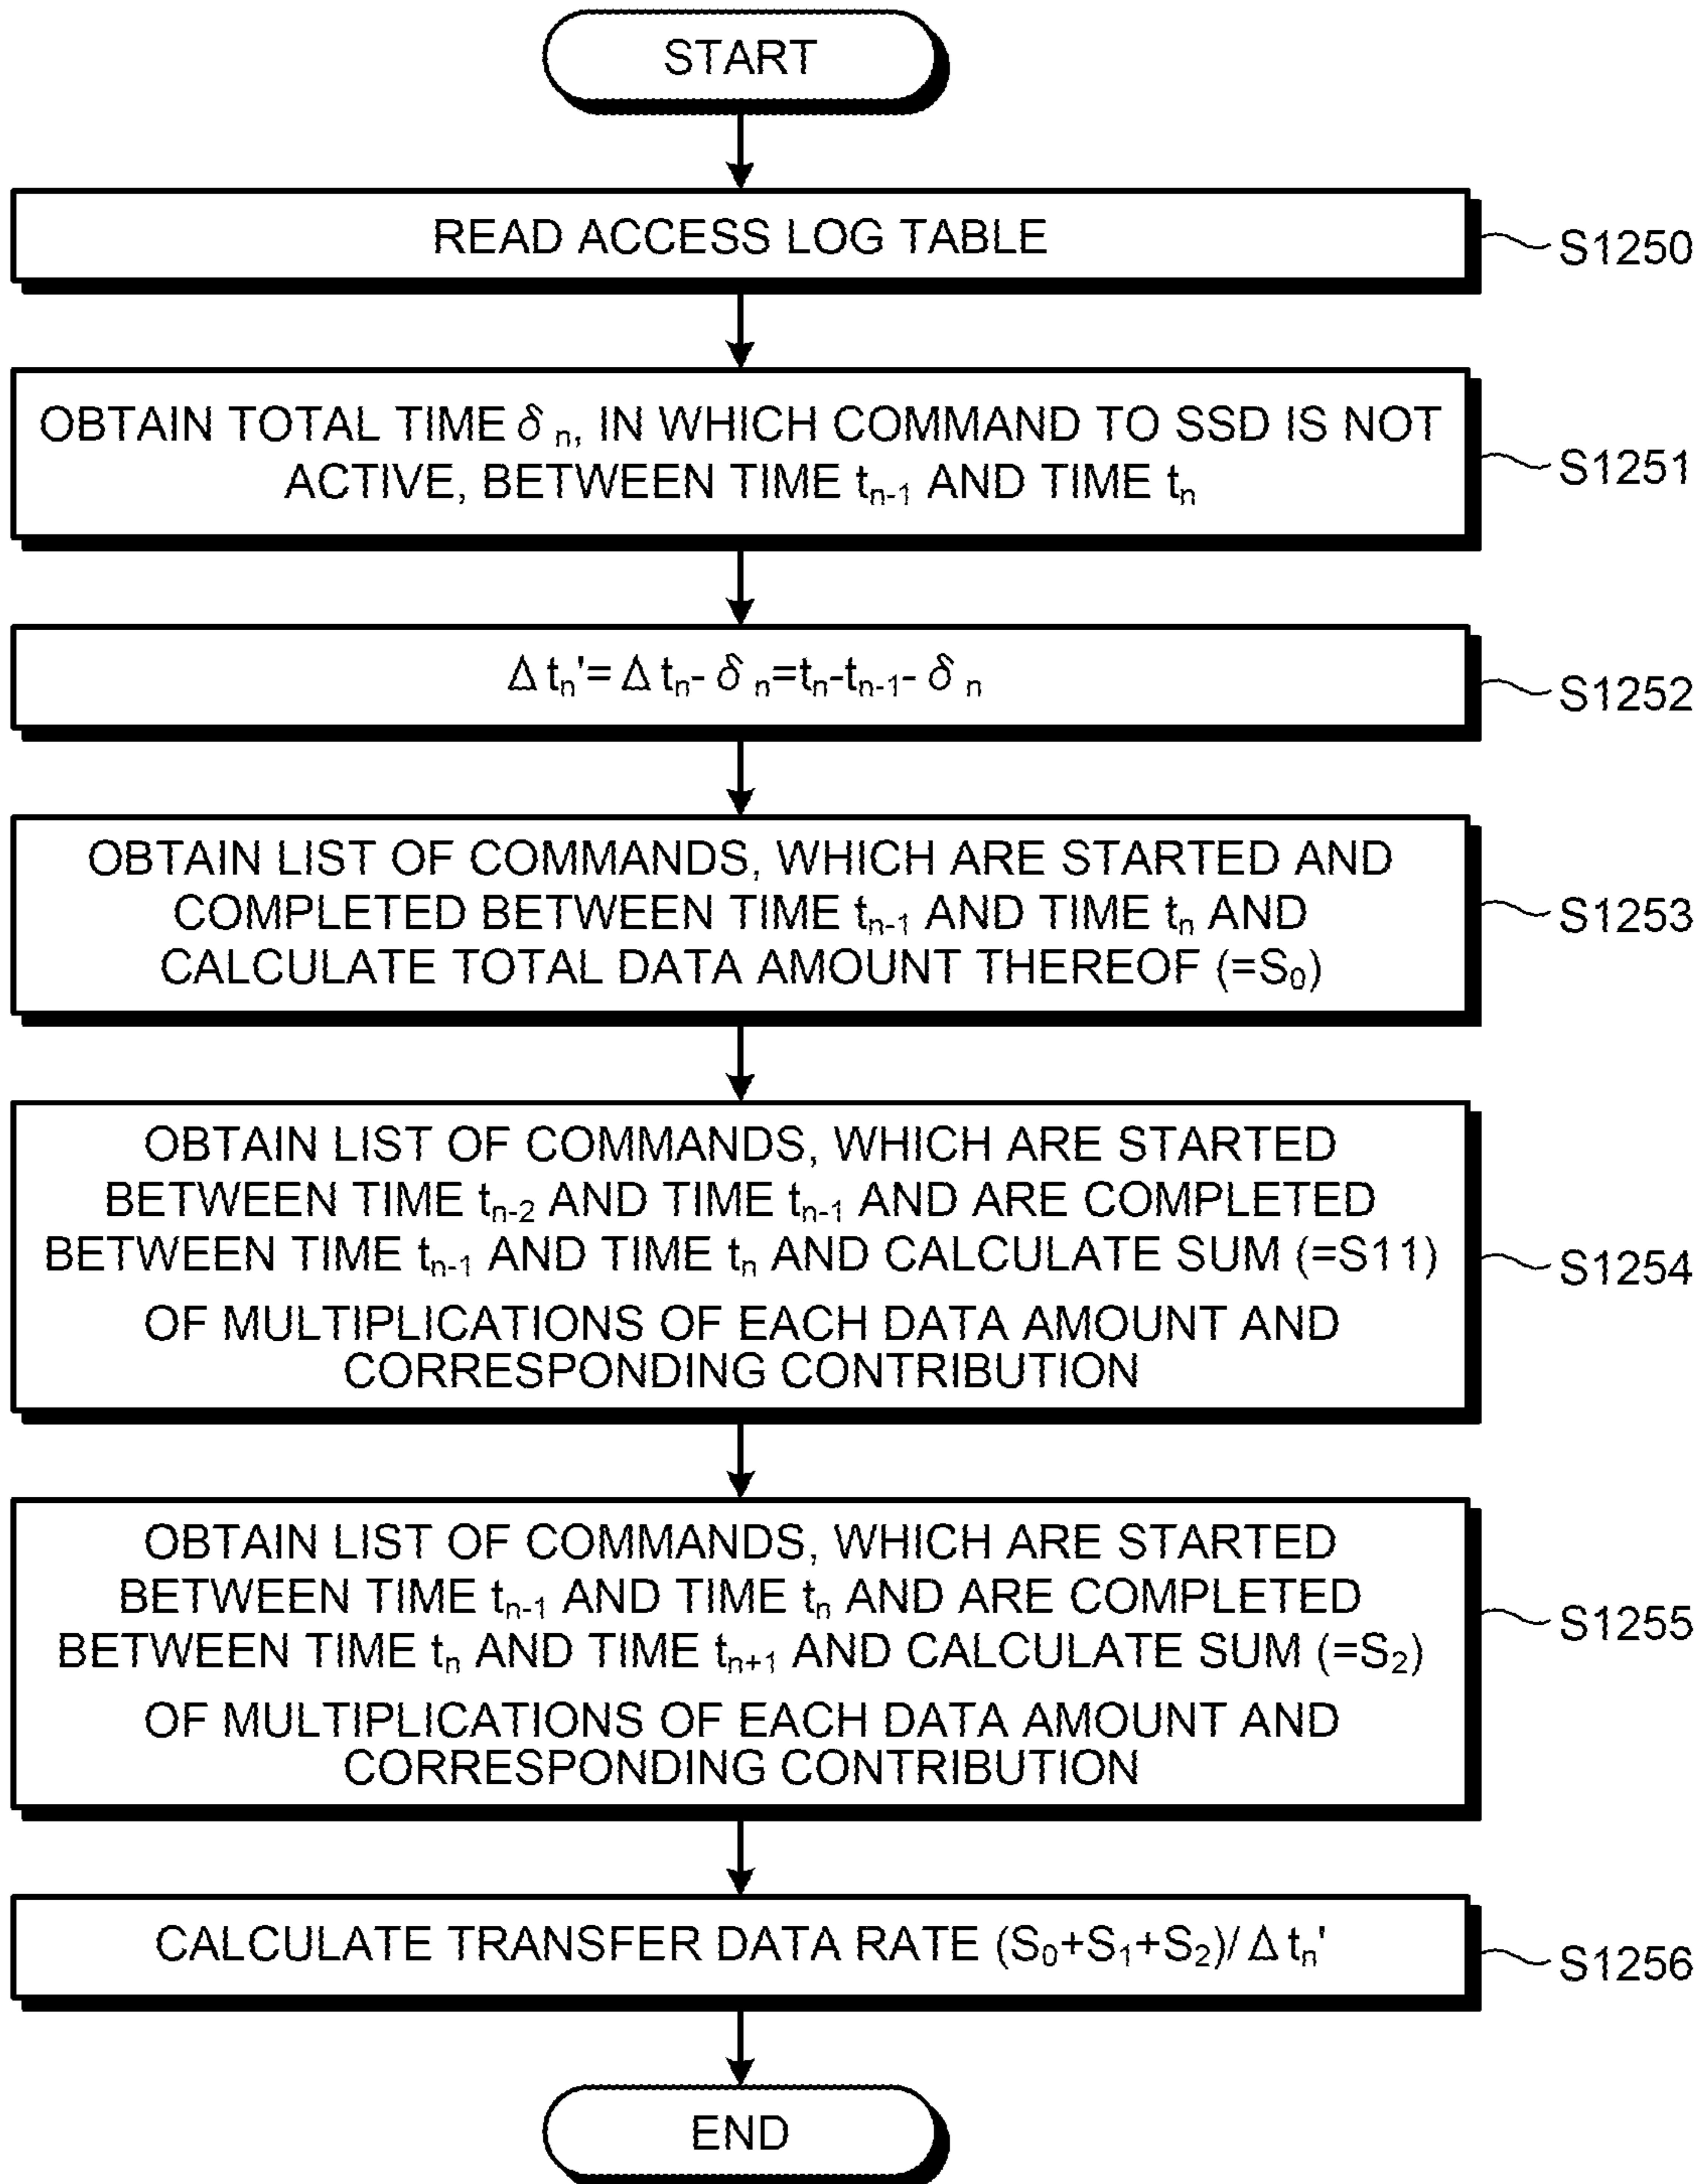 START
READ ACCESS LOG TABLE
S1250
OBTAIN TOTAL TIME δₙ, IN WHICH COMMAND TO SSD IS NOT
ACTIVE, BETWEEN TIME tₙ₋₁ AND TIME tₙ
S1251
Δtₙ'=Δtₙ-δₙ=tₙ-tₙ₋₁-δₙ
S1252
OBTAIN LIST OF COMMANDS, WHICH ARE STARTED AND
COMPLETED BETWEEN TIME tₙ₋₁ AND TIME tₙ AND
CALCULATE TOTAL DATA AMOUNT THEREOF (=S₀)
S1253
OBTAIN LIST OF COMMANDS, WHICH ARE STARTED
BETWEEN TIME tₙ₋₂ AND TIME tₙ₋₁ AND ARE COMPLETED
BETWEEN TIME tₙ₋₁ AND TIME tₙ AND CALCULATE SUM (=S11)
OF MULTIPLICATIONS OF EACH DATA AMOUNT AND
CORRESPONDING CONTRIBUTION
S1254
OBTAIN LIST OF COMMANDS, WHICH ARE STARTED
BETWEEN TIME tₙ₋₁ AND TIME tₙ AND ARE COMPLETED
BETWEEN TIME tₙ AND TIME tₙ₊₁ AND CALCULATE SUM (=S₂)
OF MULTIPLICATIONS OF EACH DATA AMOUNT AND
CORRESPONDING CONTRIBUTION
S1255
CALCULATE TRANSFER DATA RATE (S₀+S₁+S₂)/Δtₙ'
S1256
END